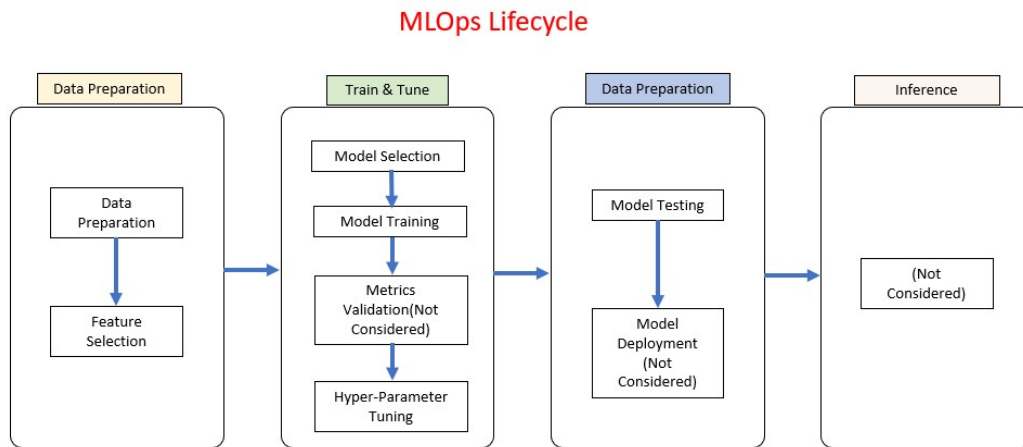 MLOps Lifecycle
Data Preparation
Data
Preparation
Feature
Selection
Train & Tune
Model Selection
Model Training
Metrics
Validation(Not
Considered)
Hyper-Parameter
Tuning
Data Preparation
Model Testing
Model
Deployment
(Not
Considered)
Inference
(Not
Considered)